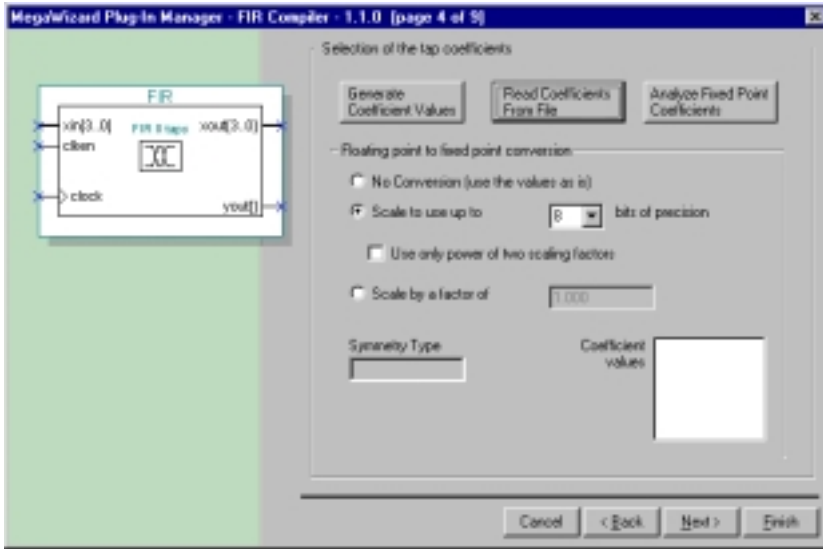 MegaWizard Plug-In Manager - FIR Compiler - 1.1.0 [page 4 of 9]
FIR
xin[3..0]
FIR 8 taps
xout[3..0]
clken
clock
yout[]
Selection of the tap coefficients
Generate
Coefficient Values
Read Coefficients
From File
Analyze Fixed Point
Coefficients
Floating point to fixed point conversion
No Conversion (use the values as is)
Scale to use up to
8
bits of precision
Use only power of two scaling factors
Scale by a factor of
1.000
Symmetry Type
Coefficient
values
Cancel
< Back
Next >
Finish